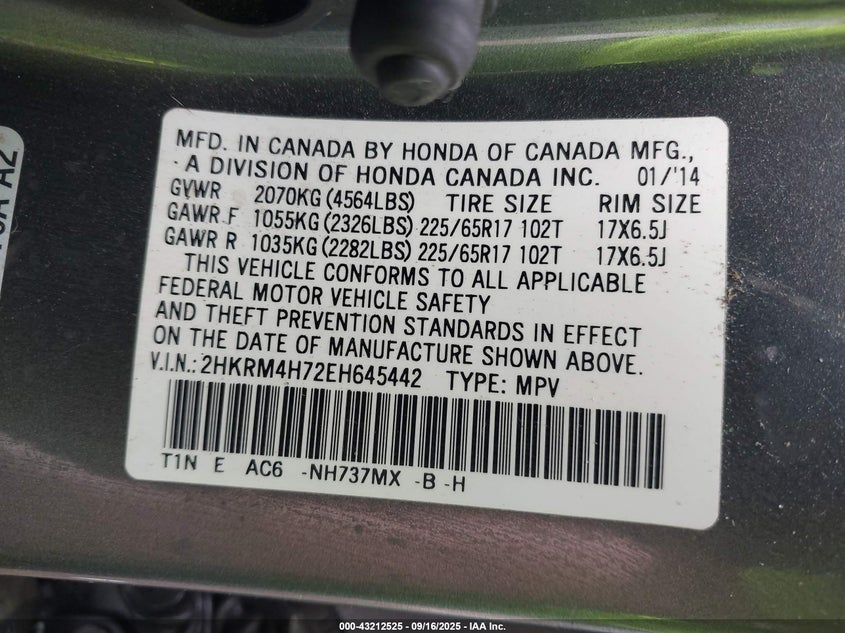 MFD. IN CANADA BY HONDA OF CANADA MFG.,
A DIVISION OF HONDA CANADA INC. 01/'14
GVWR 2070KG(4564LBS) TIRE SIZE RIM SIZE
GAWR F 1055KG(2326LBS) 225/65R17 102T 17X6.5J
GAWR R 1035KG(2282LBS) 225/65R17 102T 17X6.5J
THIS VEHICLE CONFORMS TO ALL APPLICABLE
FEDERAL MOTOR VEHICLE SAFETY
AND THEFT PREVENTION STANDARDS IN EFFECT
ON THE DATE OF MANUFACTURE SHOWN ABOVE.
V.I.N.: 2HKRM4H72EH645442 TYPE: MPV
T1N E AC6 -NH737MX -B -H
A2
000-43212525 - 09/16/2025 - IAA Inc.